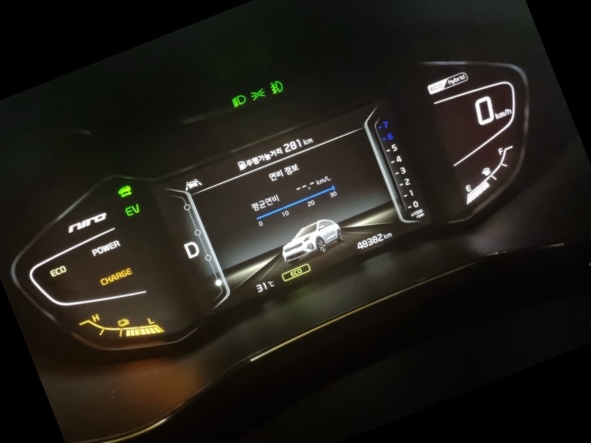 ECO hybrid
0 km/h
주행가능거리 281 km
연비 정보
평균연비 --.- km/L
0 10 20 30
-7
-6
-5
-4
-3
-2
-1
-0
x1000
rpm
F
E
EV
niro
POWER
ECO
CHARGE
H
L
D
31℃
ECO
48382 km